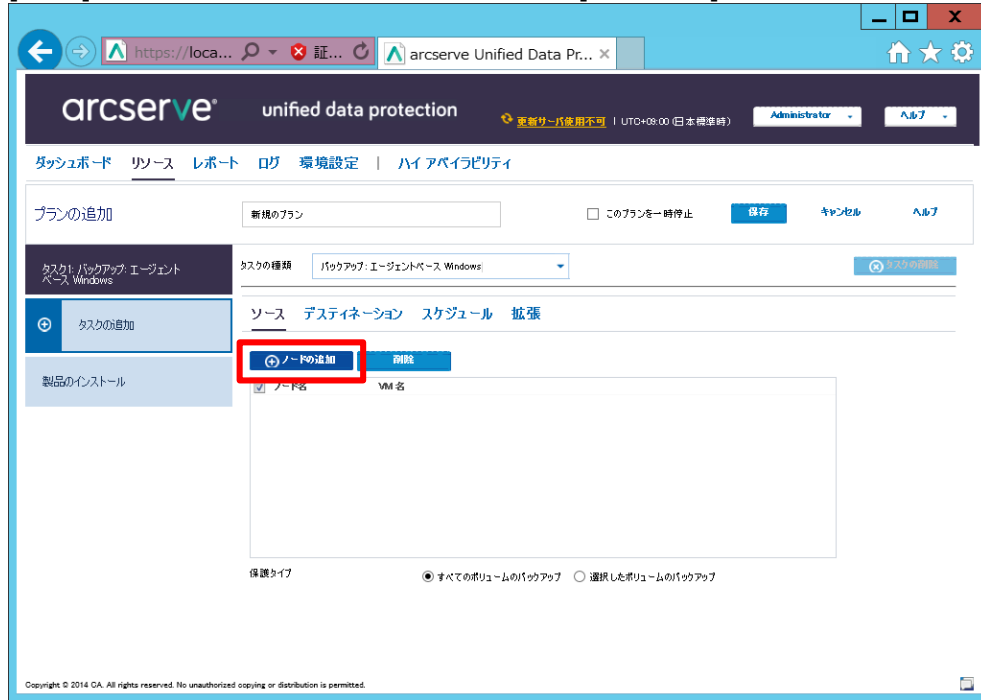 X
https://loca... 証... arcserve Unified Data Pr... ×
arcserve® unified data protection 更新サーバ使用不可 | UTC+09:00 (日本標準時) Administrator ヘルプ
ダッシュボード リソース レポート ログ 環境設定 | ハイ アベイラビリティ
プランの追加 新規のプラン このプランを一時停止 保存 キャンセル ヘルプ
タスク1: バックアップ: エージェント
ベース Windows
タスクの種類 バックアップ: エージェントベース Windows タスクの削除
タスクの追加
ソース デスティネーション スケジュール 拡張
製品のインストール
ノードの追加 削除
ノード名 VM 名
保護タイプ すべてのボリュームのバックアップ 選択したボリュームのバックアップ
Copyright © 2014 CA. All rights reserved. No unauthorized copying or distribution is permitted.